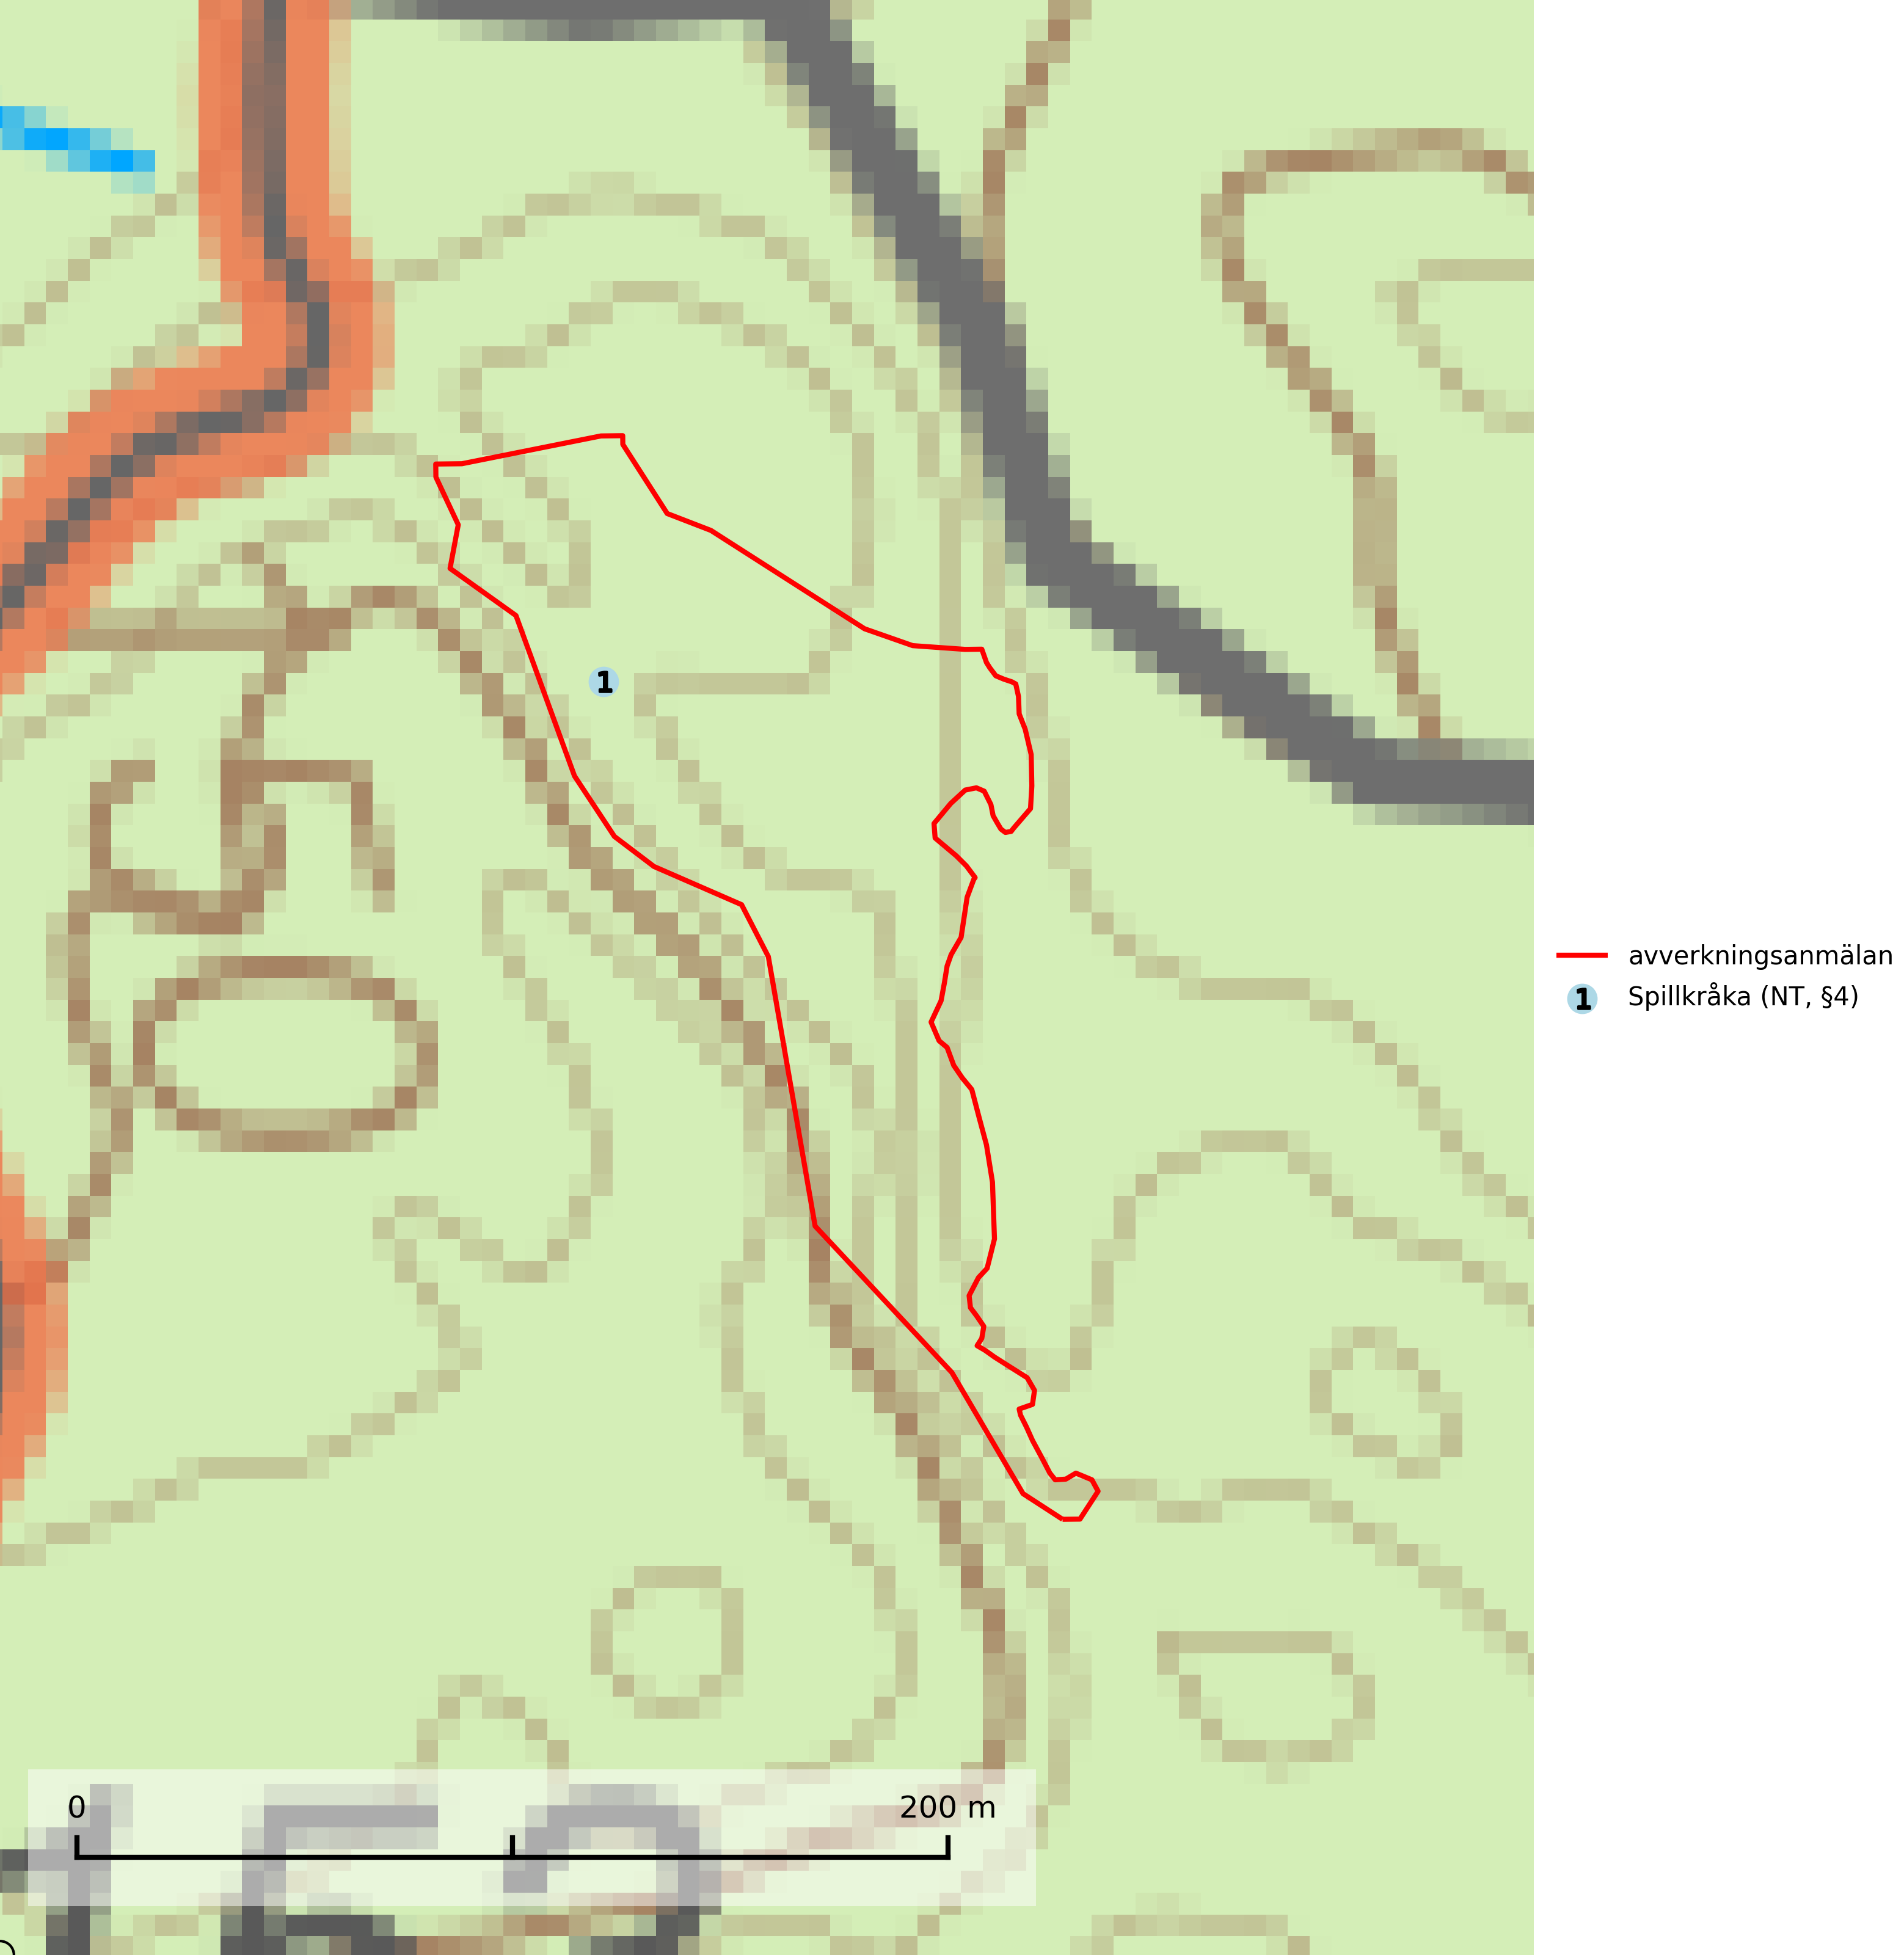 1
avverkningsanmälan
1 Spillkråka (NT, §4)
0 200 m